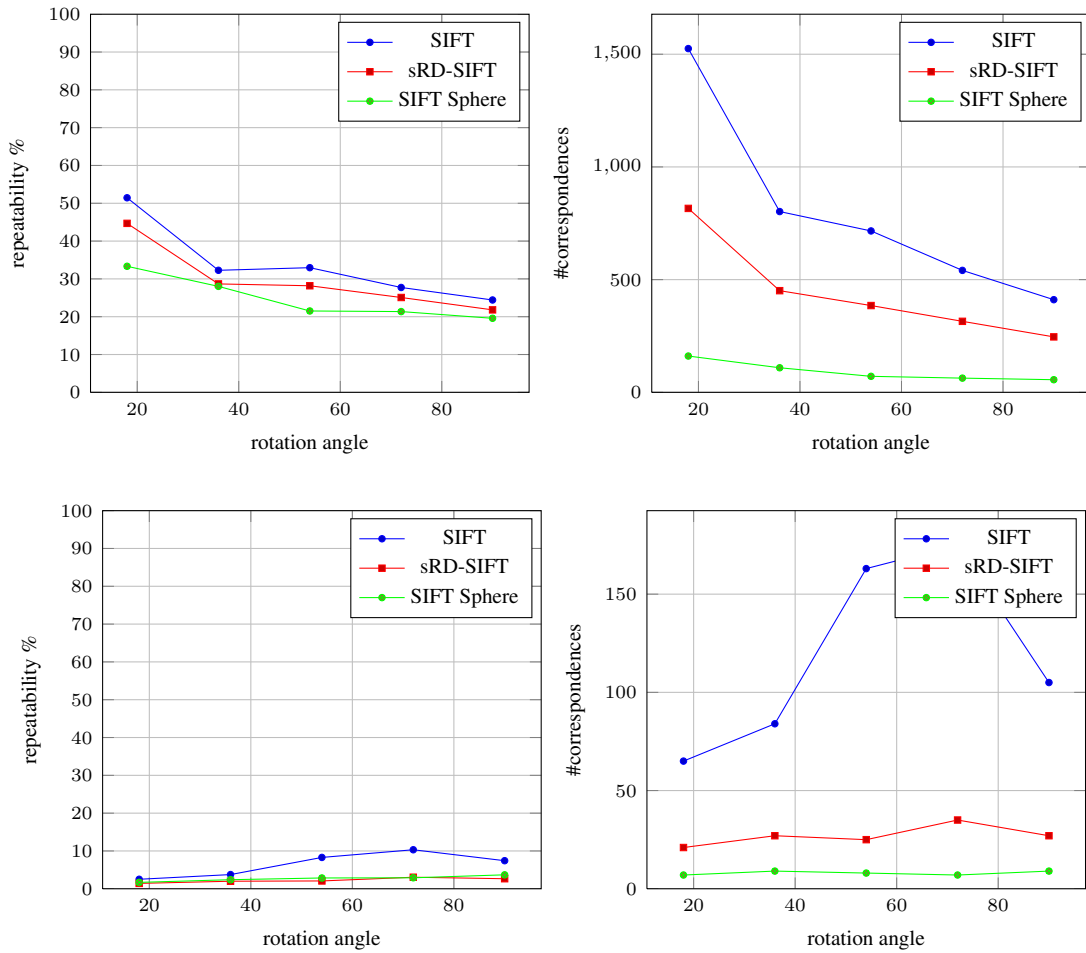 100
90
80
70
60
50
40
30
20
10
0
repeatability %
20 40 60 80
rotation angle
SIFT
sRD-SIFT
SIFT Sphere
1,500
1,000
500
0
#correspondences
20 40 60 80
rotation angle
SIFT
sRD-SIFT
SIFT Sphere
100
90
80
70
60
50
40
30
20
10
0
repeatability %
20 40 60 80
rotation angle
SIFT
sRD-SIFT
SIFT Sphere
150
100
50
0
#correspondences
20 40 60 80
rotation angle
SIFT
sRD-SIFT
SIFT Sphere